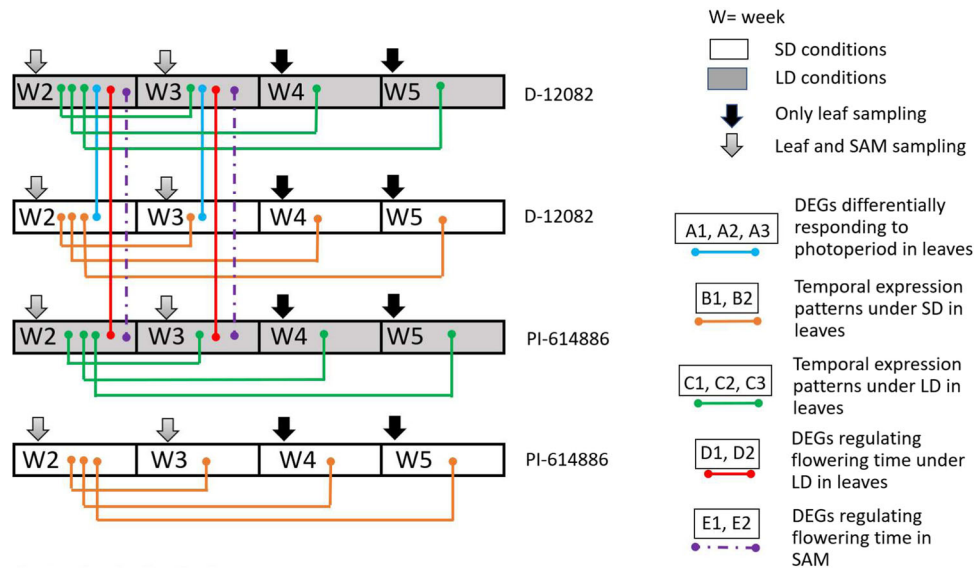 W2 W3 W4 W5
D-12082
W2 W3 W4 W5
D-12082
W2 W3 W4 W5
PI-614886
W2 W3 W4 W5
PI-614886
W= week
SD conditions
LD conditions
Only leaf sampling
Leaf and SAM sampling
A1, A2, A3
DEGs differentially
responding to
photoperiod in leaves
B1, B2
Temporal expression
patterns under SD in
leaves
C1, C2, C3
Temporal expression
patterns under LD in
leaves
D1, D2
DEGs regulating
flowering time under
LD in leaves
E1, E2
DEGs regulating
flowering time in
SAM